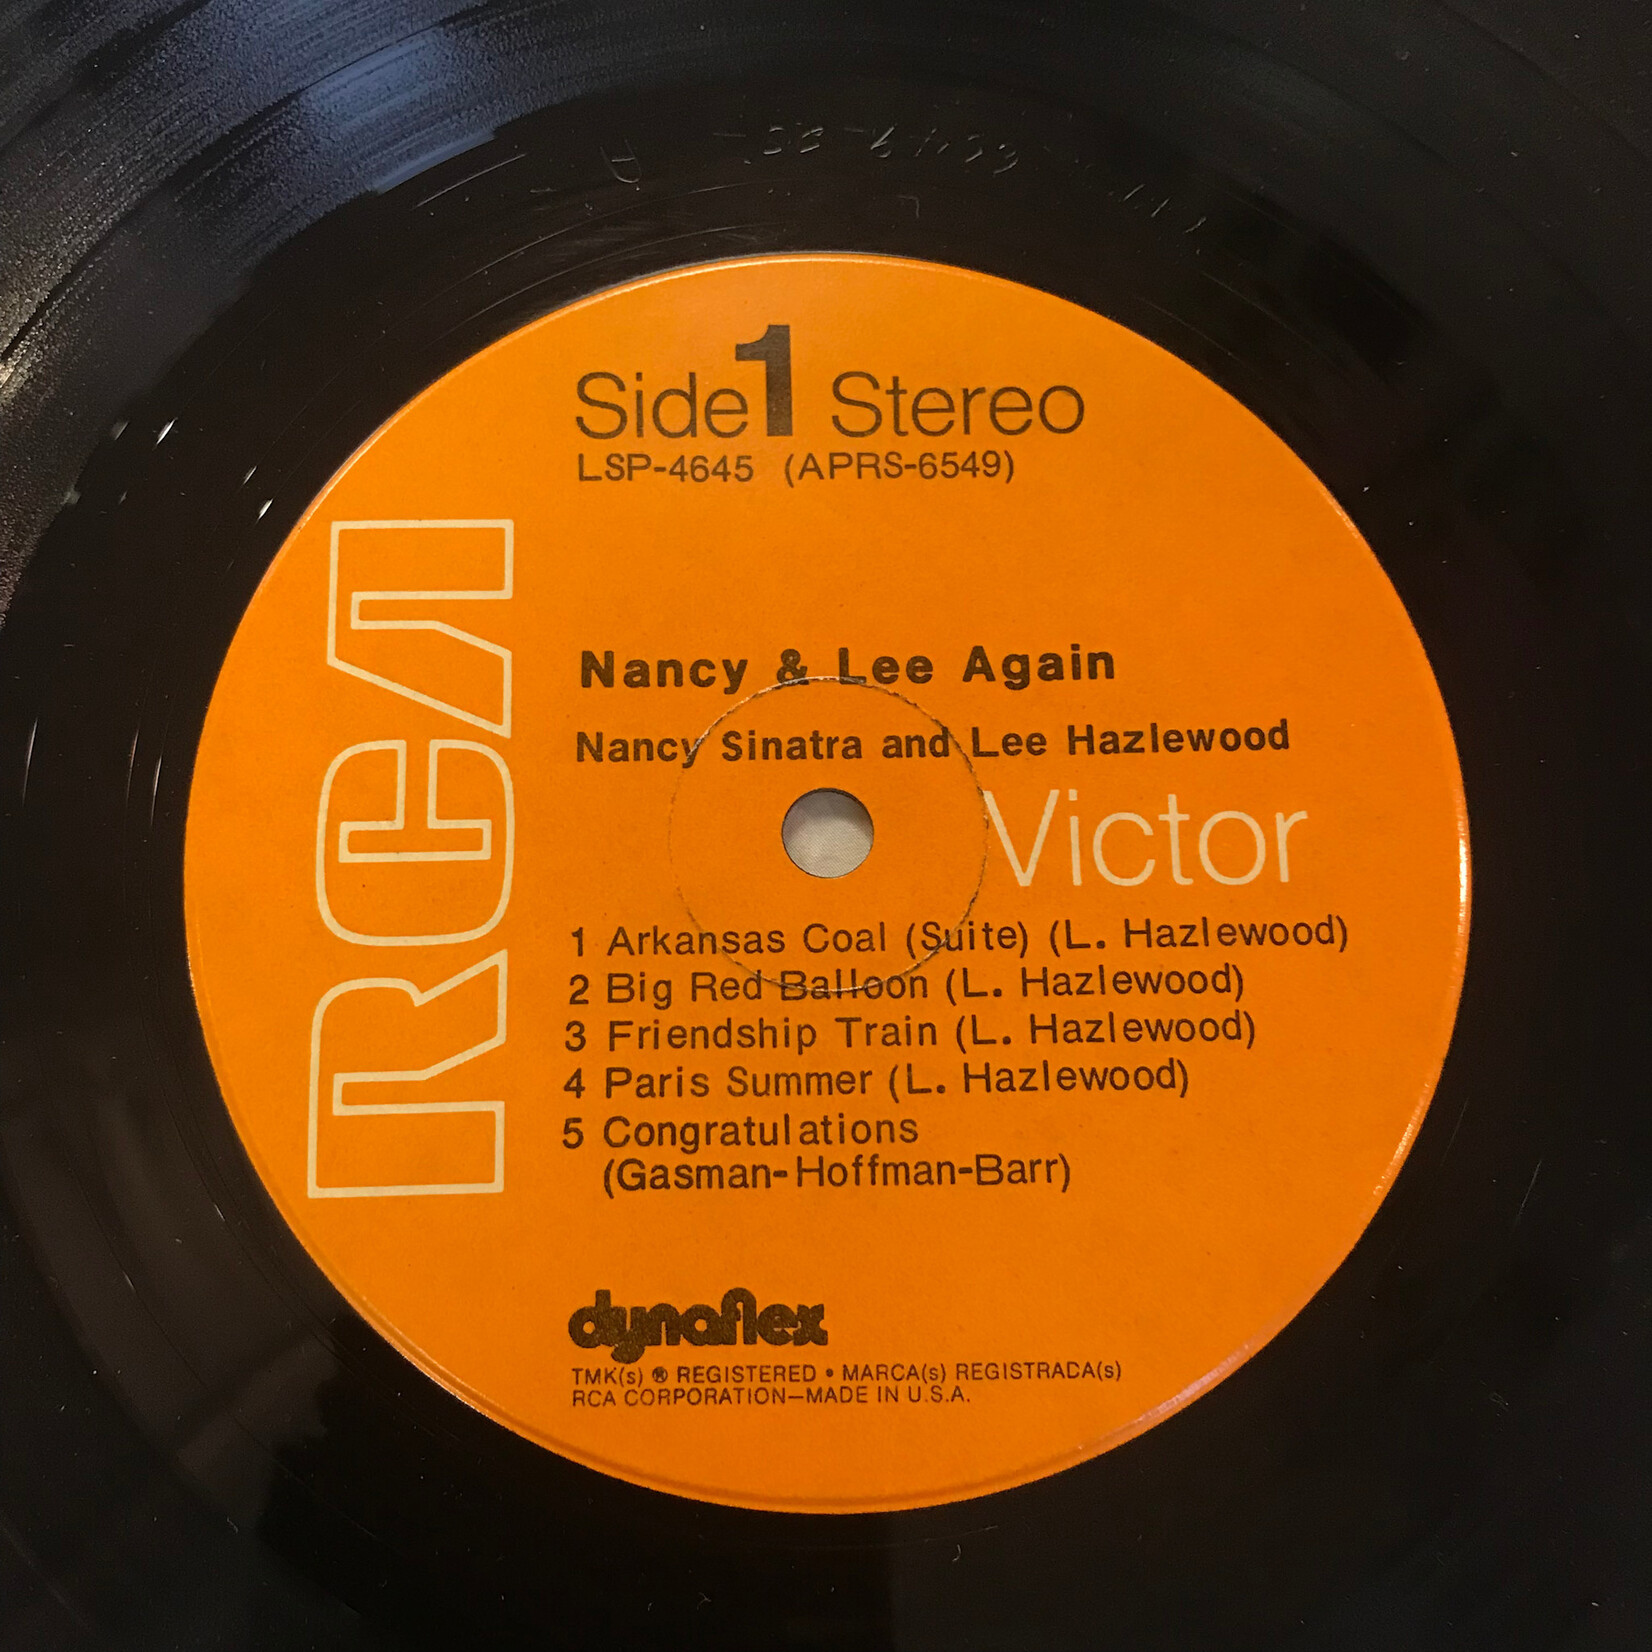 Side 1 Stereo
LSP-4645 (APRS-6549)
RCA
Nancy & Lee Again
Nancy Sinatra and Lee Hazlewood
Victor
1 Arkansas Coal (Suite) (L. Hazlewood)
2 Big Red Balloon (L. Hazlewood)
3 Friendship Train (L. Hazlewood)
4 Paris Summer (L. Hazlewood)
5 Congratulations
(Gasman-Hoffman-Barr)
dynaflex
TMK(s) ® REGISTERED • MARCA(s) REGISTRADA(s)
RCA CORPORATION—MADE IN U.S.A.